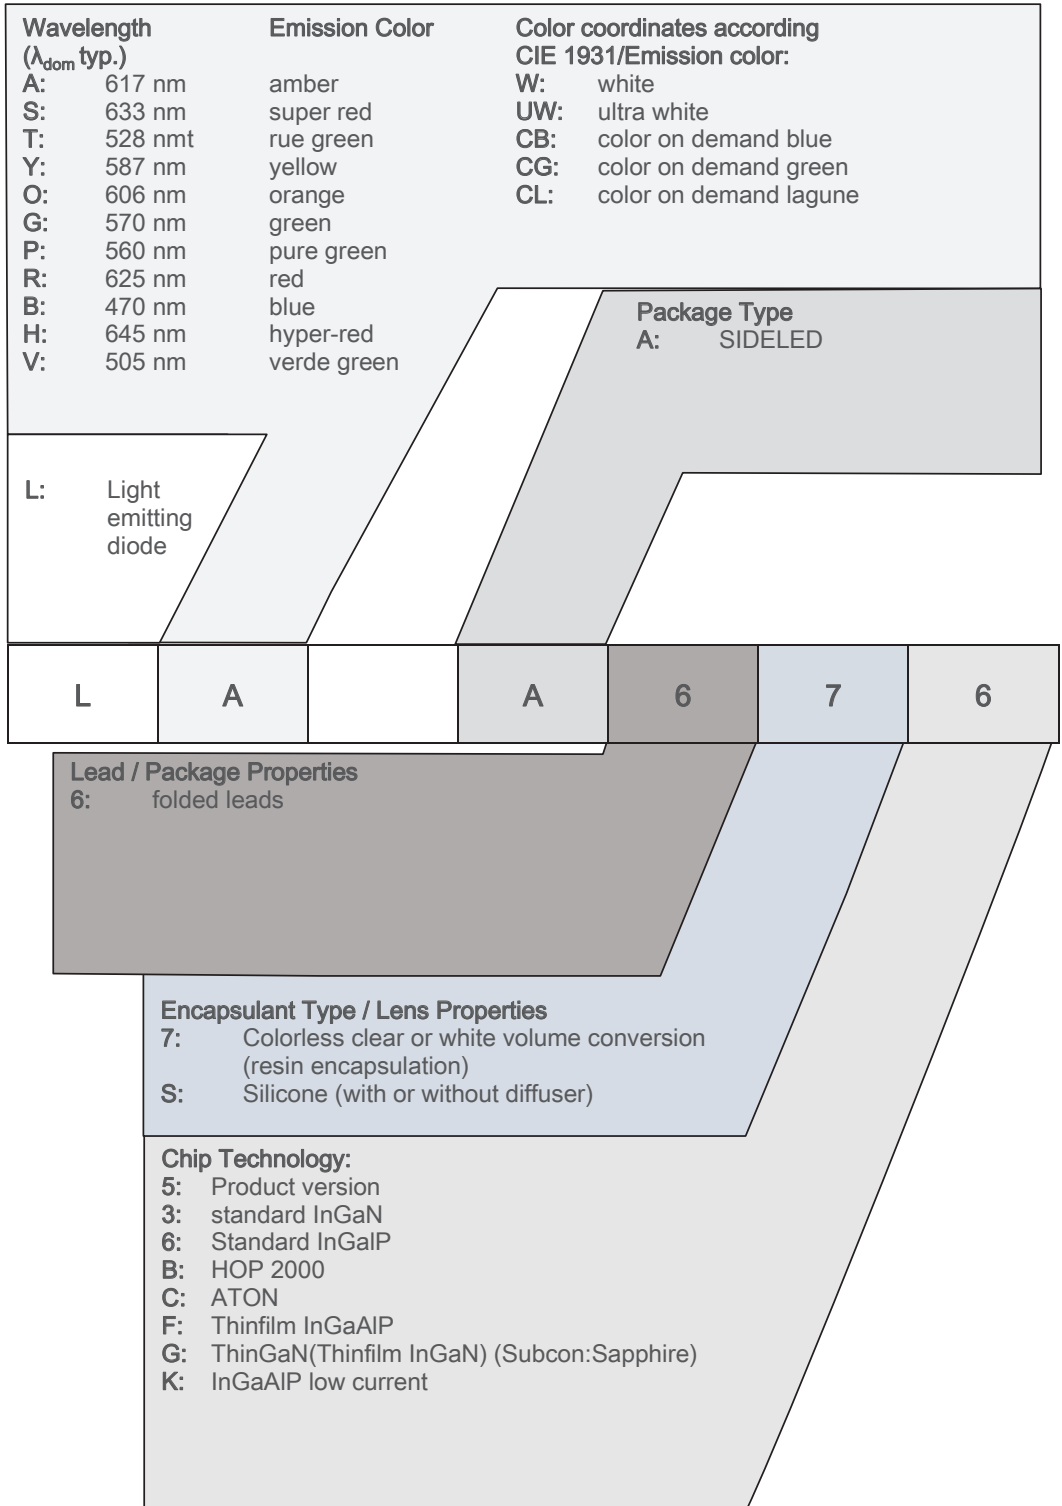 Wavelength Emission Color Color coordinates according
(λdom typ.) CIE 1931/Emission color:
A: 617 nm amber W: white
S: 633 nm super red UW: ultra white
T: 528 nmt rue green CB: color on demand blue
Y: 587 nm yellow CG: color on demand green
O: 606 nm orange CL: color on demand lagune
G: 570 nm green
P: 560 nm pure green
R: 625 nm red
B: 470 nm blue
H: 645 nm hyper-red
V: 505 nm verde green
Package Type
A: SIDELED
L: Light
emitting
diode
L A A 6 7 6
Lead / Package Properties
6: folded leads
Encapsulant Type / Lens Properties
7: Colorless clear or white volume conversion
(resin encapsulation)
S: Silicone (with or without diffuser)
Chip Technology:
5: Product version
3: standard InGaN
6: Standard InGalP
B: HOP 2000
C: ATON
F: Thinfilm InGaAlP
G: ThinGaN(Thinfilm InGaN) (Subcon:Sapphire)
K: InGaAlP low current